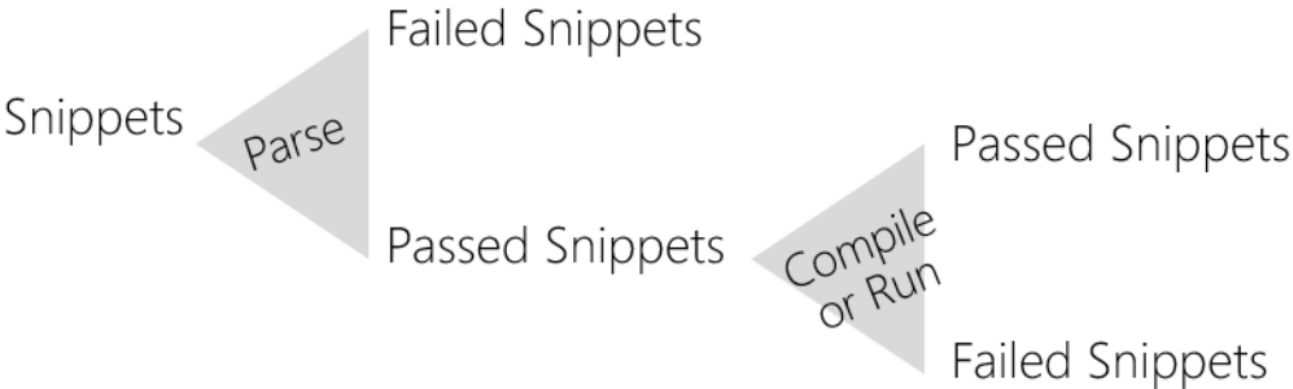 Failed Snippets
Snippets
Parse
Passed Snippets
Passed Snippets
Compile
or Run
Failed Snippets